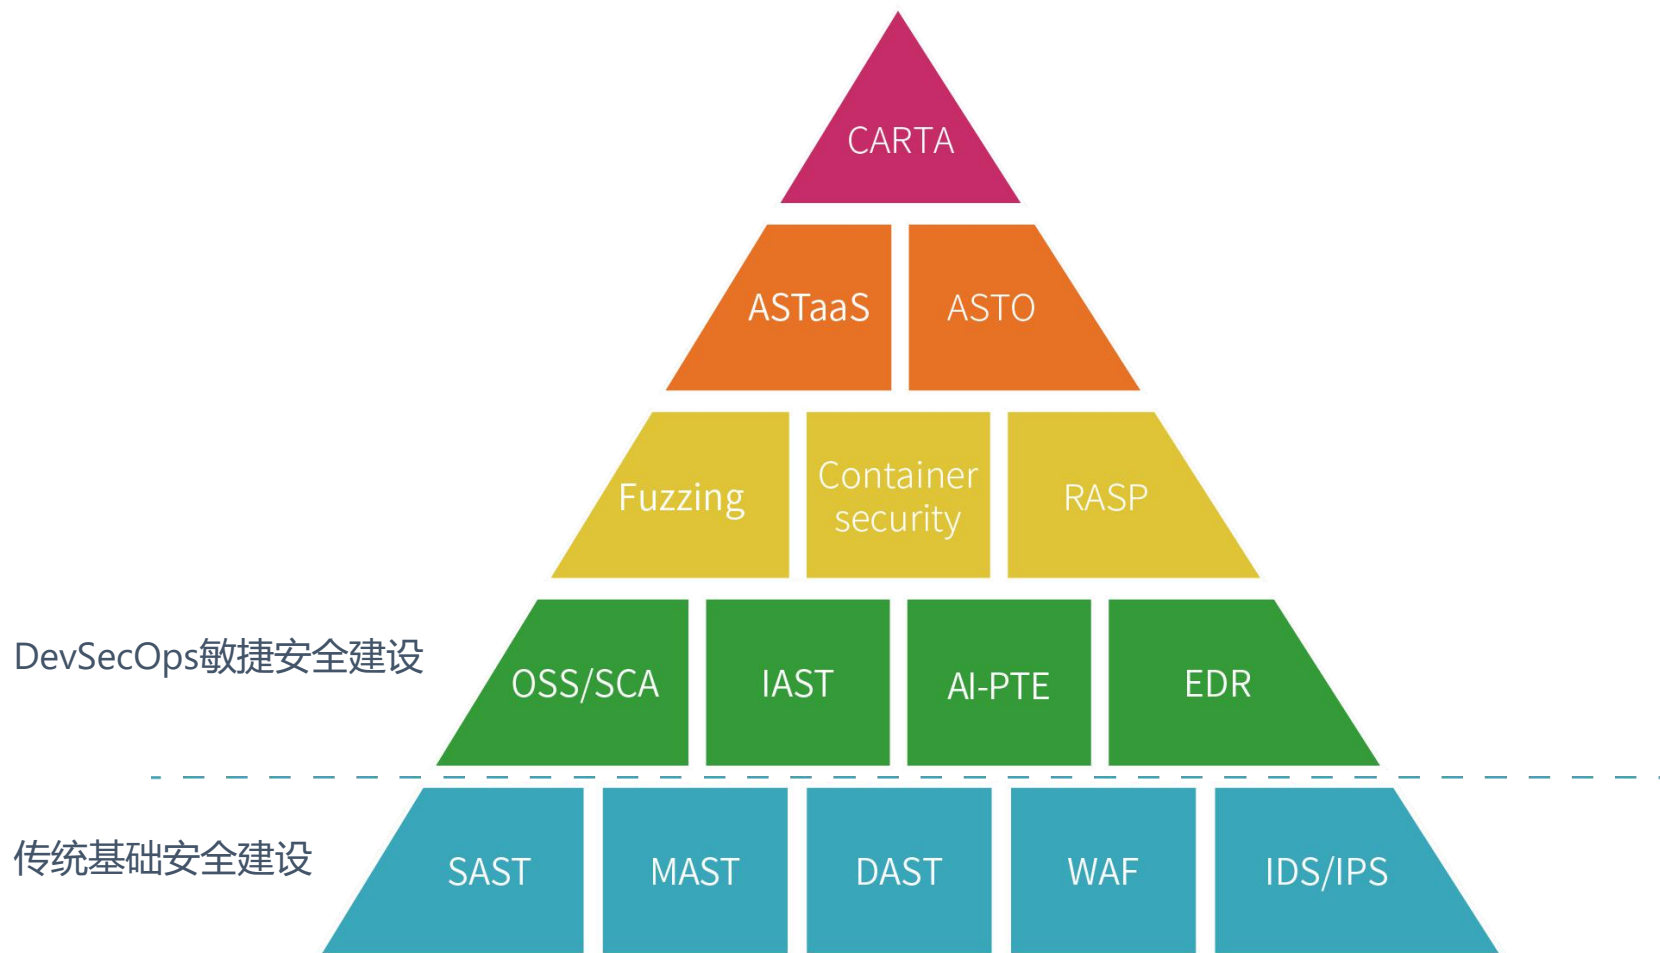 CARTA
ASTaaS
ASTO
Fuzzing
Container
security
RASP
DevSecOps敏捷安全建设
OSS/SCA
IAST
AI-PTE
EDR
传统基础安全建设
SAST
MAST
DAST
WAF
IDS/IPS